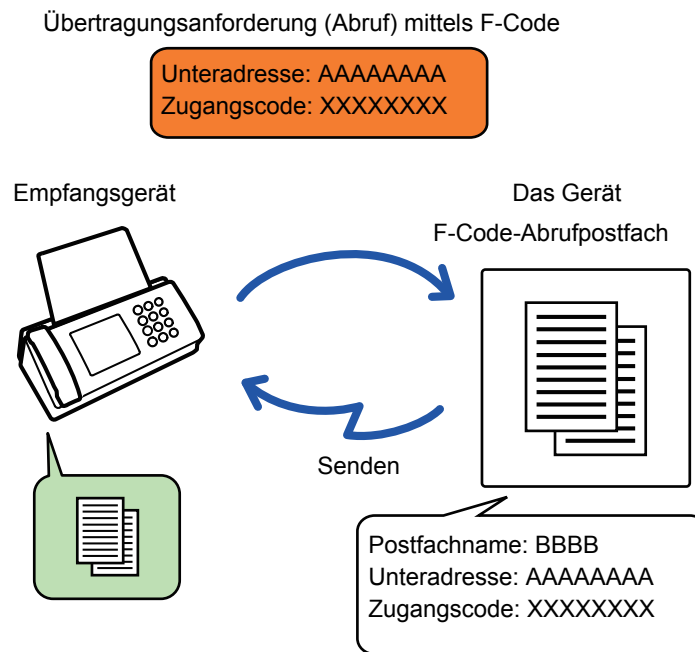 Übertragungsanforderung (Abruf) mittels F-Code
Unteradresse: AAAAAAAA
Zugangscode: XXXXXXXX
Empfangsgerät
Das Gerät
F-Code-Abrufpostfach
Senden
Postfachname: BBBB
Unteradresse: AAAAAAAA
Zugangscode: XXXXXXXX